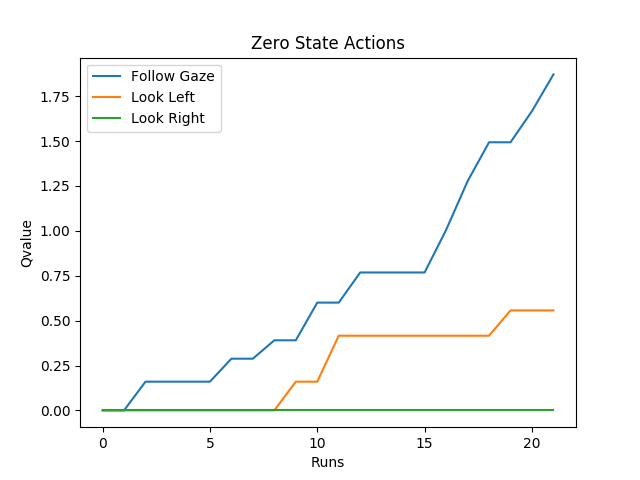 Zero State Actions
Follow Gaze
Look Left
Look Right
Qvalue
1.75
1.50
1.25
1.00
0.75
0.50
0.25
0.00
0 5 10 15 20
Runs